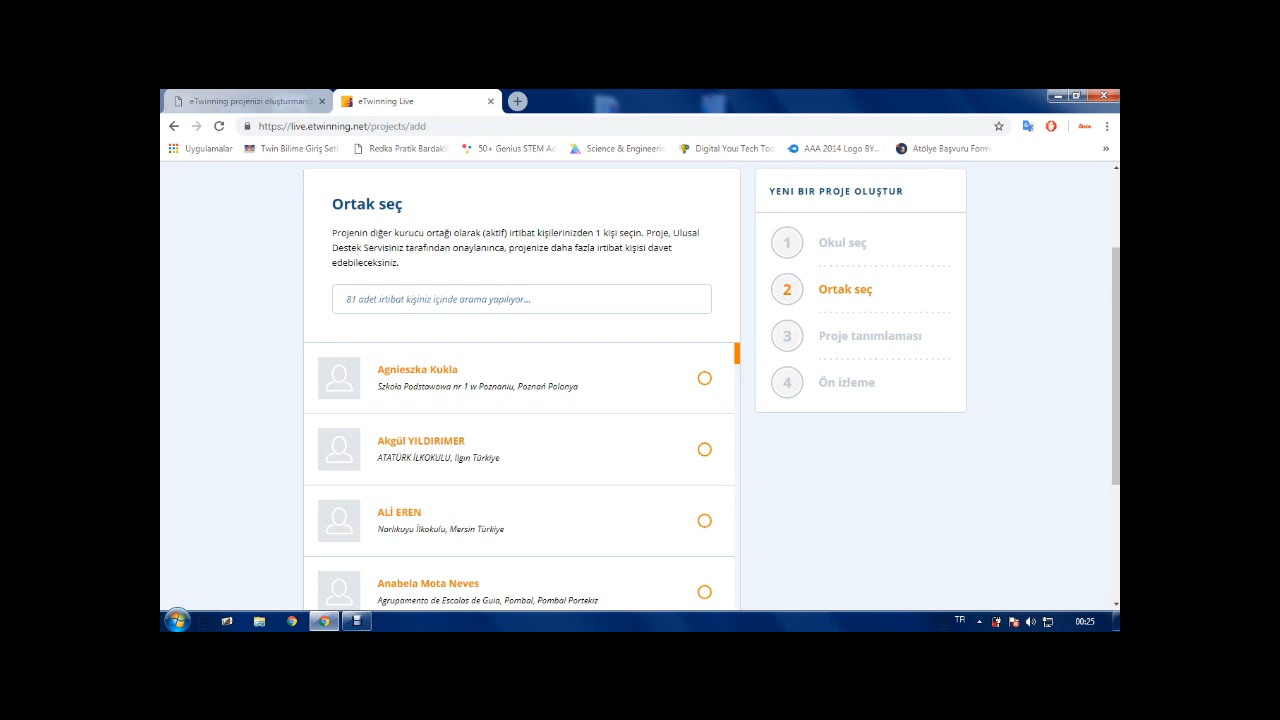 eTwinning projenizi oluşturman
eTwinning Live
https://live.etwinning.net/projects/add
Uygulamalar
Twin Bilime Giriş Seti
Redka Pratik Bardakl
50+ Genius STEM Ac
Science & Engineerin
Digital You: Tech Too
AAA 2014 Logo BY...
Atölye Başvuru Form
Ortak seç
Projenin diğer kurucu ortağı olarak (aktif) irtibat kişilerinizden 1 kişi seçin. Proje, Ulusal
Destek Servisiniz tarafından onaylanınca, projenize daha fazla irtibat kişisi davet
edebileceksiniz.
81 adet irtibat kişiniz içinde arama yapılıyor...
Agnieszka Kukla
Szkoła Podstawowa nr 1 w Poznaniu, Poznań Polonya
Akgül YILDIRIMER
ATATÜRK İLKOKULU, Ilgın Türkiye
ALİ EREN
Narlıkuyu İlkokulu, Mersin Türkiye
Anabela Mota Neves
Agrupamento de Escolas de Guia, Pombal, Pombal Portekiz
YENI BIR PROJE OLUŞTUR
1 Okul seç
2 Ortak seç
3 Proje tanımlaması
4 Ön izleme
TR
00:25